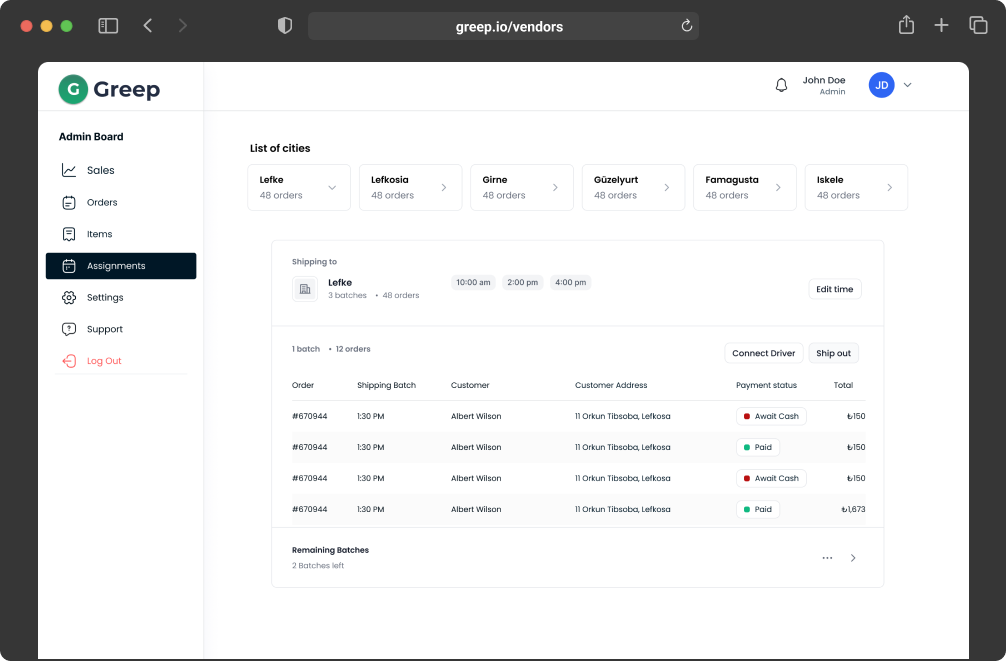 greep.io/vendors
G Greep
John Doe
Admin
JD
Admin Board
Sales
Orders
Items
Assignments
Settings
Support
Log Out
List of cities
Lefke
48 orders
Lefkosia
48 orders
Girne
48 orders
Güzelyurt
48 orders
Famagusta
48 orders
Iskele
48 orders
Shipping to
Lefke
3 batches • 48 orders
10:00 am 2:00 pm 4:00 pm
Edit time
1 batch • 12 orders
Connect Driver Ship out
Order Shipping Batch Customer Customer Address Payment status Total
#670944 1:30 PM Albert Wilson 11 Orkun Tibsoba, Lefkosa Await Cash ₺150
#670944 1:30 PM Albert Wilson 11 Orkun Tibsoba, Lefkosa Paid ₺150
#670944 1:30 PM Albert Wilson 11 Orkun Tibsoba, Lefkosa Await Cash ₺150
#670944 1:30 PM Albert Wilson 11 Orkun Tibsoba, Lefkosa Paid ₺1,673
Remaining Batches
2 Batches left